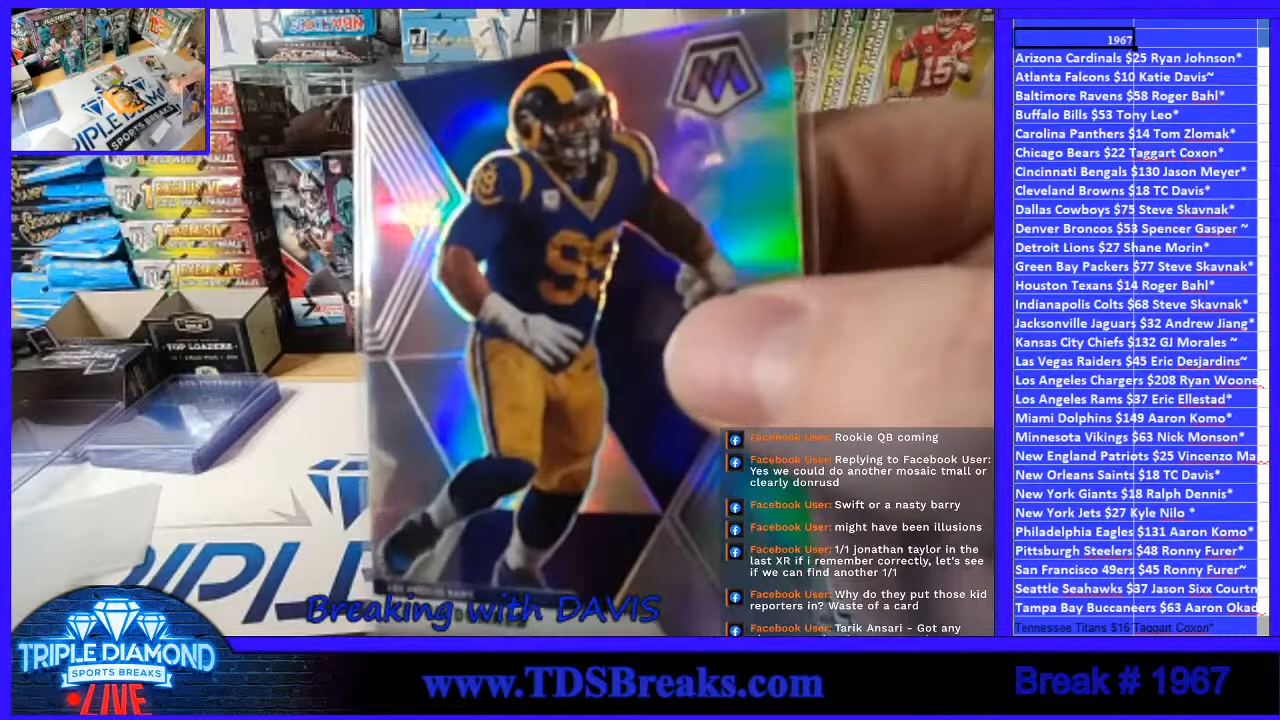 1967
Arizona Cardinals $25 Ryan Johnson*
Atlanta Falcons $10 Katie Davis~
Baltimore Ravens $58 Roger Bahl*
Buffalo Bills $53 Tony Leo*
Carolina Panthers $14 Tom Zlomak*
Chicago Bears $22 Taggart Coxon*
Cincinnati Bengals $130 Jason Meyer*
Cleveland Browns $18 TC Davis*
Dallas Cowboys $75 Steve Skavnak*
Denver Broncos $53 Spencer Gasper ~
Detroit Lions $27 Shane Morin*
Green Bay Packers $77 Steve Skavnak*
Houston Texans $14 Roger Bahl*
Indianapolis Colts $68 Steve Skavnak*
Jacksonville Jaguars $32 Andrew Jiang*
Kansas City Chiefs $132 GJ Morales ~
Las Vegas Raiders $45 Eric Desjardins~
Los Angeles Chargers $208 Ryan Woone
Los Angeles Rams $37 Eric Ellestad*
Miami Dolphins $149 Aaron Komo*
Minnesota Vikings $63 Nick Monson*
New England Patriots $25 Vincenzo Ma
New Orleans Saints $18 TC Davis*
New York Giants $18 Ralph Dennis*
New York Jets $27 Kyle Nilo *
Philadelphia Eagles $131 Aaron Komo*
Pittsburgh Steelers $48 Ronny Furer*
San Francisco 49ers $45 Ronny Furer~
Seattle Seahawks $37 Jason Sixx Courtn
Tampa Bay Buccaneers $63 Aaron Okad
Tennessee Titans $16 Taggart Coxon*
Facebook User: Rookie QB coming
Facebook User: Replying to Facebook User:
Yes we could do another mosaic tmall or
clearly donrusd
Facebook User: Swift or a nasty barry
Facebook User: might have been illusions
Facebook User: 1/1 jonathan taylor in the
last XR if i remember correctly, let's see
if we can find another 1/1
Facebook User: Why do they put those kid
reporters in? Waste of a card
Facebook User: Tarik Ansari - Got any
99
TOP LOADERS
15
Breaking with DAVIS
TRIPLE DIAMOND
SPORTS BREAKS
LIVE
www.TDSBreaks.com
Break # 1967